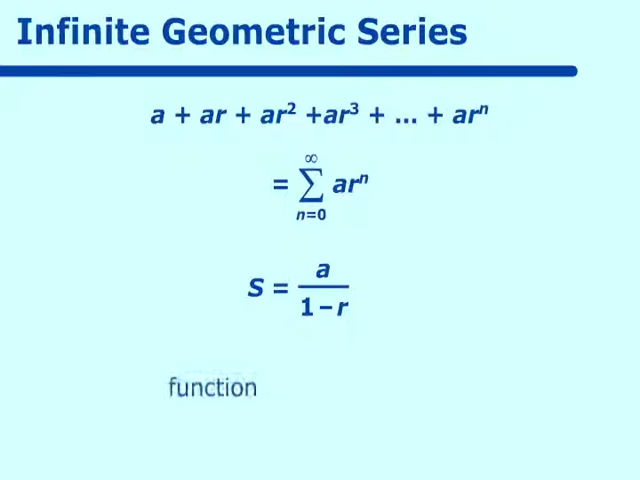 Infinite Geometric Series
a + ar + ar² +ar³ + ... + arⁿ
= ∞ ∑ n=0 arⁿ
S = a / 1 – r
function